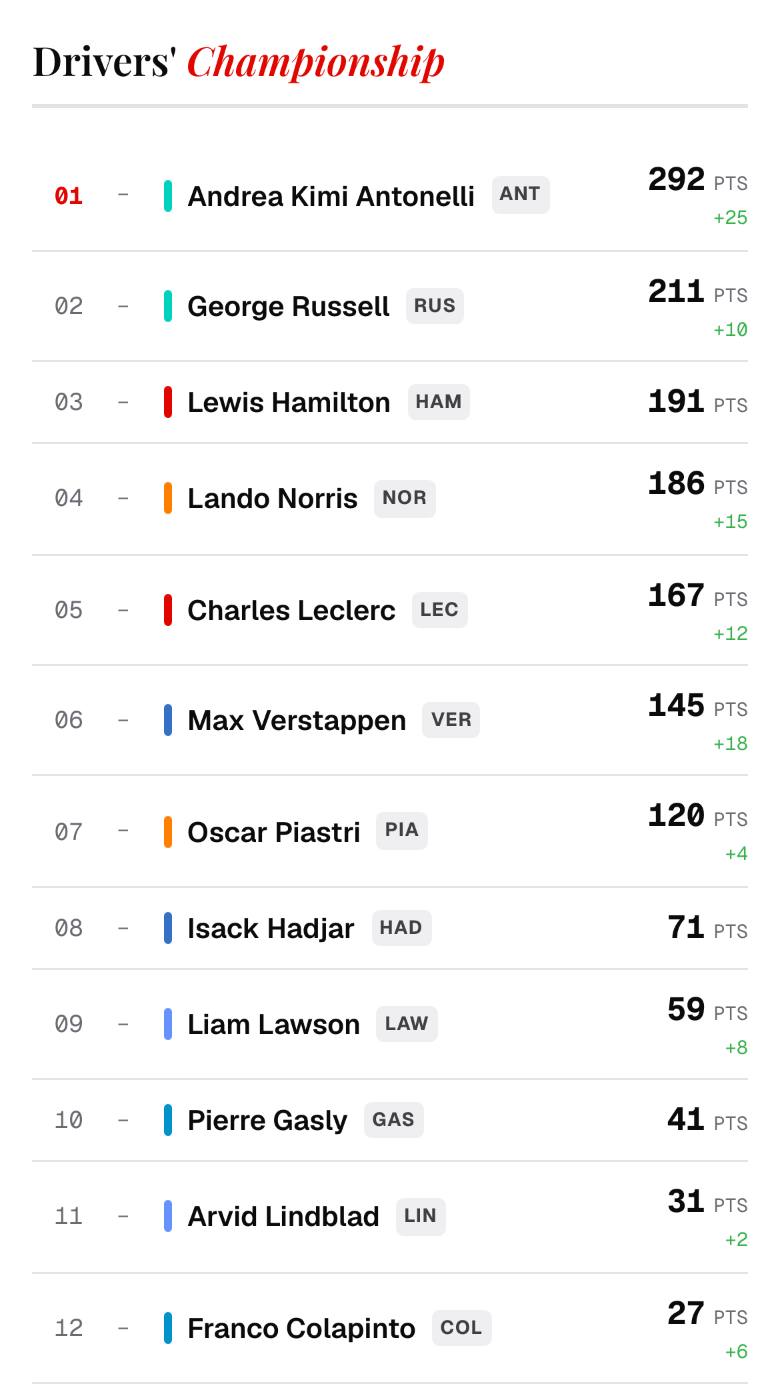 Drivers' Championship
01 – Andrea Kimi Antonelli ANT 292 PTS
+25
02 – George Russell RUS 211 PTS
+10
03 – Lewis Hamilton HAM 191 PTS
04 – Lando Norris NOR 186 PTS
+15
05 – Charles Leclerc LEC 167 PTS
+12
06 – Max Verstappen VER 145 PTS
+18
07 – Oscar Piastri PIA 120 PTS
+4
08 – Isack Hadjar HAD 71 PTS
09 – Liam Lawson LAW 59 PTS
+8
10 – Pierre Gasly GAS 41 PTS
11 – Arvid Lindblad LIN 31 PTS
+2
12 – Franco Colapinto COL 27 PTS
+6